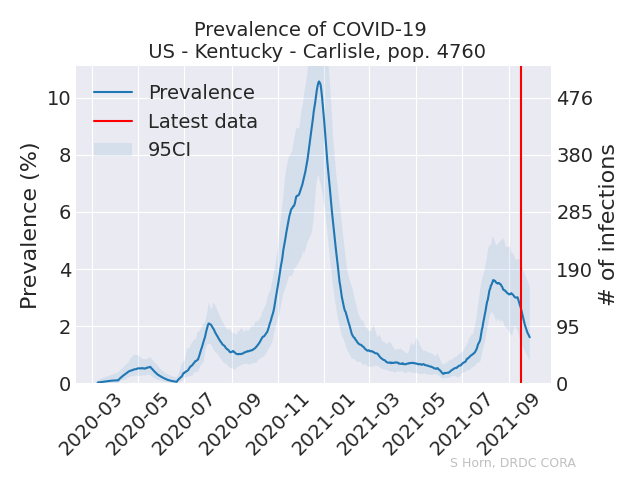 Prevalence of COVID-19
US - Kentucky - Carlisle, pop. 4760
Prevalence
Latest data
95CI
Prevalence (%)
10
8
6
4
2
0
# of infections
476
380
285
190
95
0
2020-03
2020-05
2020-07
2020-09
2020-11
2021-01
2021-03
2021-05
2021-07
2021-09
S Horn, DRDC CORA